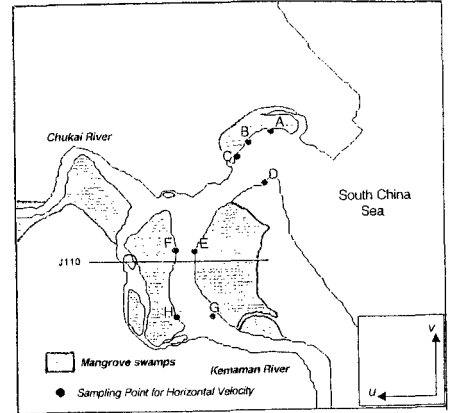 A
B
Chukai River
C
D
South China
Sea
F
E
J110
H
G
v
Mangrove swamps
Kemaman River
Sampling Point for Horizontal Velocity
u